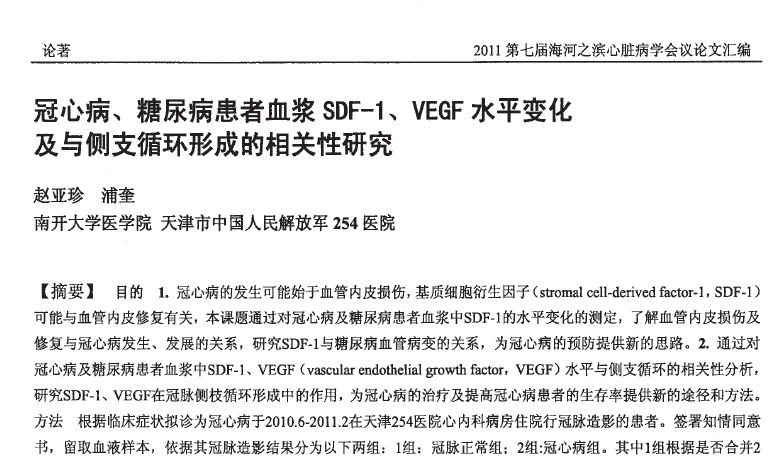 论著 2011 第七届海河之滨心脏病学会议论文汇编
冠心病、糖尿病患者血浆 SDF-1、VEGF 水平变化
及与侧支循环形成的相关性研究
赵亚珍 浦奎
南开大学医学院 天津市中国人民解放军 254 医院
【摘要】 目的 1. 冠心病的发生可能始于血管内皮损伤，基质细胞衍生因子（stromal cell-derived factor-1，SDF-1）
可能与血管内皮修复有关，本课题通过对冠心病及糖尿病患者血浆中SDF-1的水平变化的测定，了解血管内皮损伤及
修复与冠心病发生、发展的关系，研究SDF-1与糖尿病血管病变的关系，为冠心病的预防提供新的思路。2. 通过对
冠心病及糖尿病患者血浆中SDF-1、VEGF（vascular endothelial growth factor，VEGF）水平与侧支循环的相关性分析，
研究SDF-1、VEGF在冠脉侧枝循环形成中的作用，为冠心病的治疗及提高冠心病患者的生存率提供新的途径和方法。
方法 根据临床症状拟诊为冠心病于2010.6-2011.2在天津254医院心内科病房住院行冠脉造影的患者。签署知情同意
书，留取血液样本，依据其冠脉造影结果分为以下两组：1组：冠脉正常组；2组:冠心病组。其中1组根据是否合并2